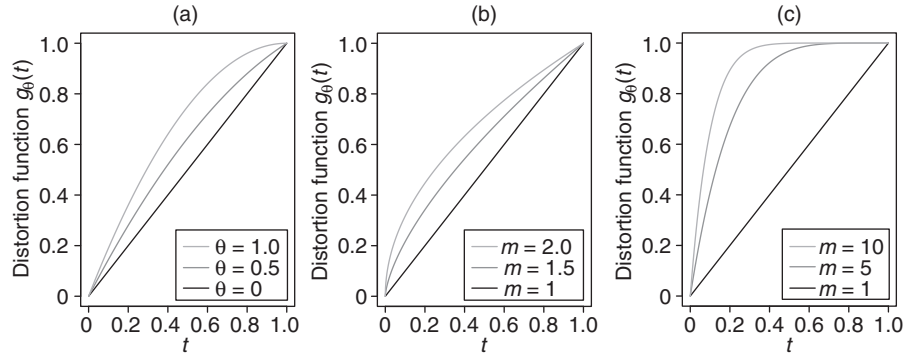 (a)
Distortion function gθ(t)
1.0
0.8
0.6
0.4
0.2
0
θ = 1.0
θ = 0.5
θ = 0
0 0.2 0.4 0.6 0.8 1.0
t
(b)
Distortion function gθ(t)
1.0
0.8
0.6
0.4
0.2
0
m = 2.0
m = 1.5
m = 1
0 0.2 0.4 0.6 0.8 1.0
t
(c)
Distortion function gθ(t)
1.0
0.8
0.6
0.4
0.2
0
m = 10
m = 5
m = 1
0 0.2 0.4 0.6 0.8 1.0
t